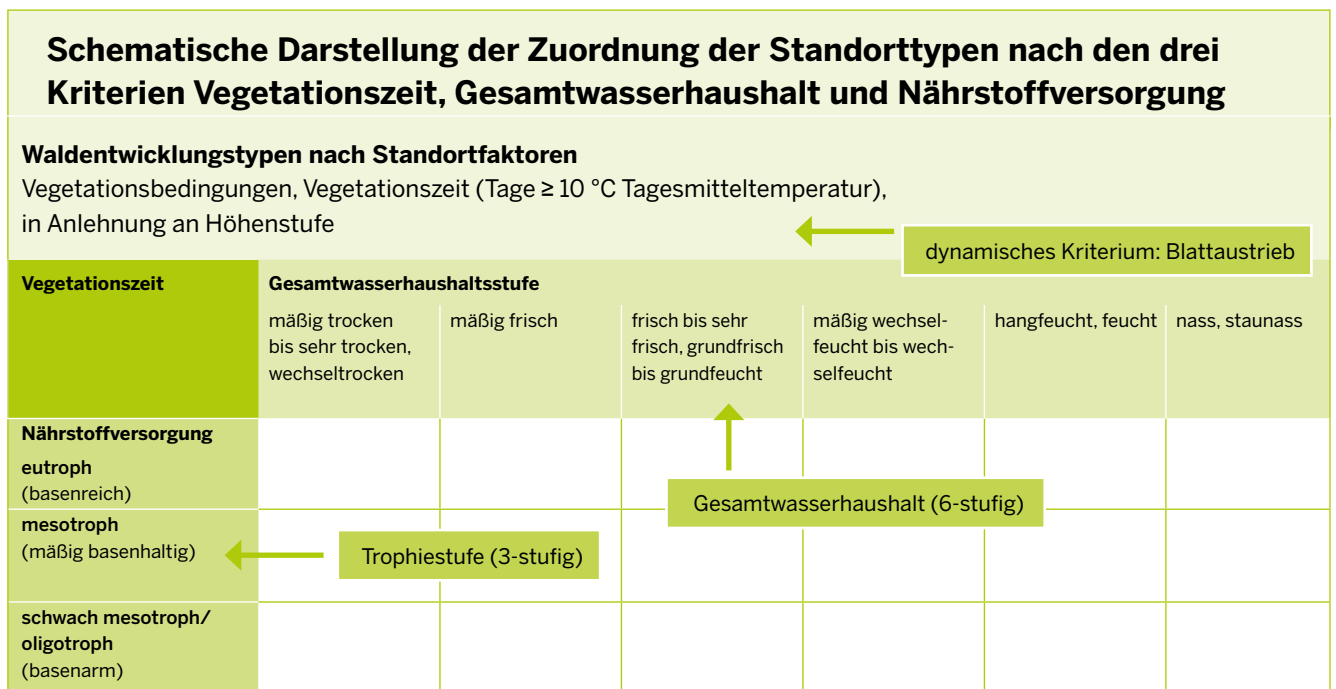 Schematische Darstellung der Zuordnung der Standorttypen nach den drei
Kriterien Vegetationszeit, Gesamtwasserhaushalt und Nährstoffversorgung
Waldentwicklungstypen nach Standortfaktoren
Vegetationsbedingungen, Vegetationszeit (Tage ≥ 10 °C Tagesmitteltemperatur),
in Anlehnung an Höhenstufe
dynamisches Kriterium: Blattaustrieb
Vegetationszeit
Gesamtwasserhaushaltsstufe
mäßig trocken
bis sehr trocken,
wechseltrocken
mäßig frisch
frisch bis sehr
frisch, grundfrisch
bis grundfeucht
mäßig wechsel-
feucht bis wech-
selfeucht
hangfeucht, feucht
nass, staunass
Nährstoffversorgung
eutroph
(basenreich)
Gesamtwasserhaushalt (6-stufig)
mesotroph
(mäßig basenhaltig)
Trophiestufe (3-stufig)
schwach mesotroph/
oligotroph
(basenarm)